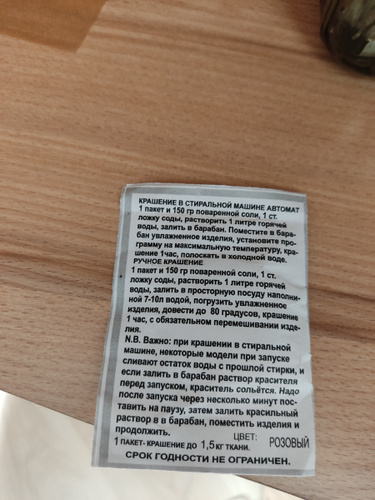 КРАШЕНИЕ В СТИРАЛЬНОЙ МАШИНЕ АВТОМАТ
1 пакет и 150 гр поваренной соли, 1 ст.
ложку соды, растворить 1 литре горячей
воды, залить в барабан. Поместите в бара-
бан увлажненное изделия, установите про-
грамму на максимальную температуру, кра-
шение 1час, полоскать в холодной воде.
РУЧНОЕ КРАШЕНИЕ
1 пакет и 150 гр поваренной соли, 1 ст.
ложку соды, растворить 1 литре горячей
воды, залить в просторную посуду наполни-
ной 7-10л водой, погрузить увлажненное
изделия, довести до 80 градусов, крашение
1 час, с обязательном перемешивании изде-
лия.
N.B. Важно: при крашении в стиральной
машине, некоторые модели при запуске
сливают остаток воды с прошлой стирки, и
если залить в барабан раствор красителя
перед запуском, краситель сольётся. Надо
после запуска через несколько минут пос-
тавить на паузу, затем залить красильный
раствор в в барабан, поместить изделия и
продолжить.
ЦВЕТ: РОЗОВЫЙ
1 ПАКЕТ- КРАШЕНИЕ ДО 1,5 КГ ТКАНИ.
СРОК ГОДНОСТИ НЕ ОГРАНИЧЕН.